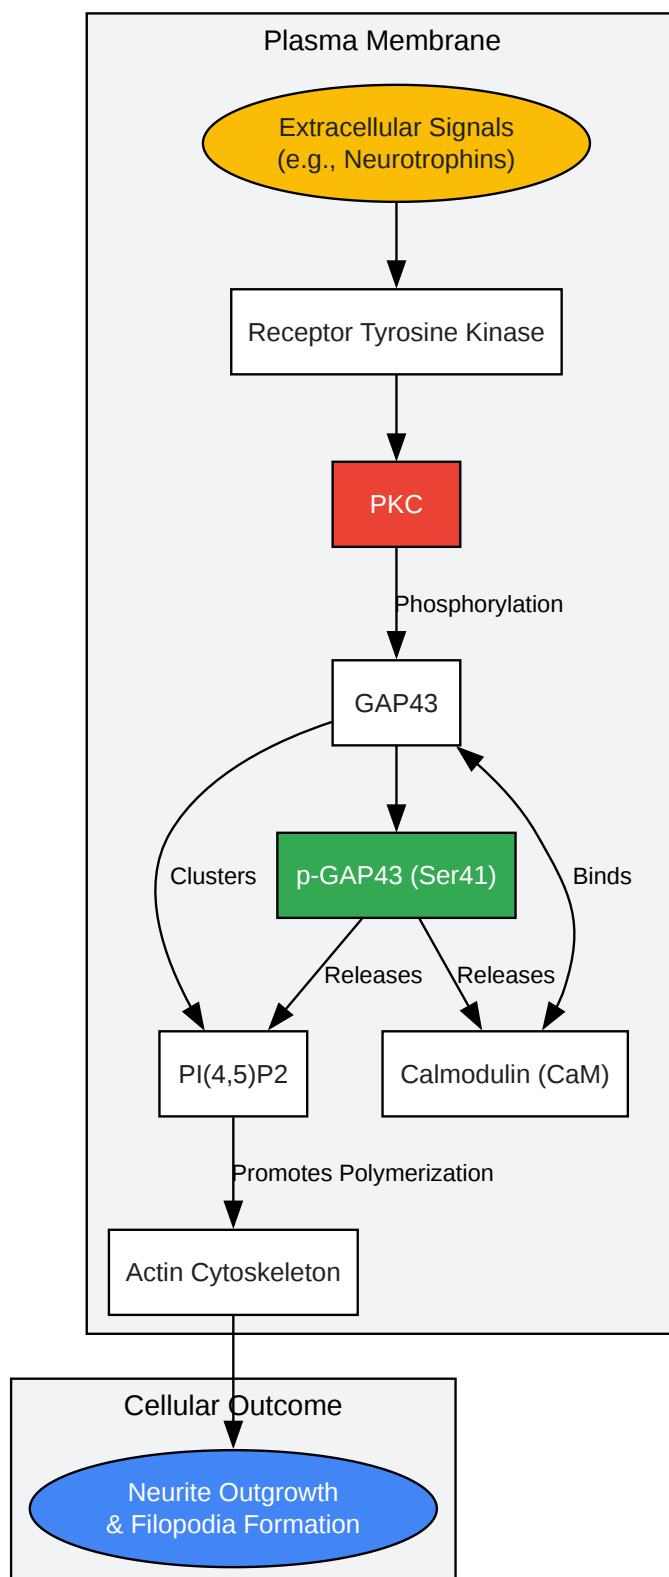 Plasma Membrane
Extracellular Signals
(e.g., Neurotrophins)
Receptor Tyrosine Kinase
PKC
Phosphorylation
GAP43
Clusters
p-GAP43 (Ser41)
Binds
Releases
Releases
PI(4,5)P2
Calmodulin (CaM)
Promotes Polymerization
Actin Cytoskeleton
Cellular Outcome
Neurite Outgrowth
& Filopodia Formation